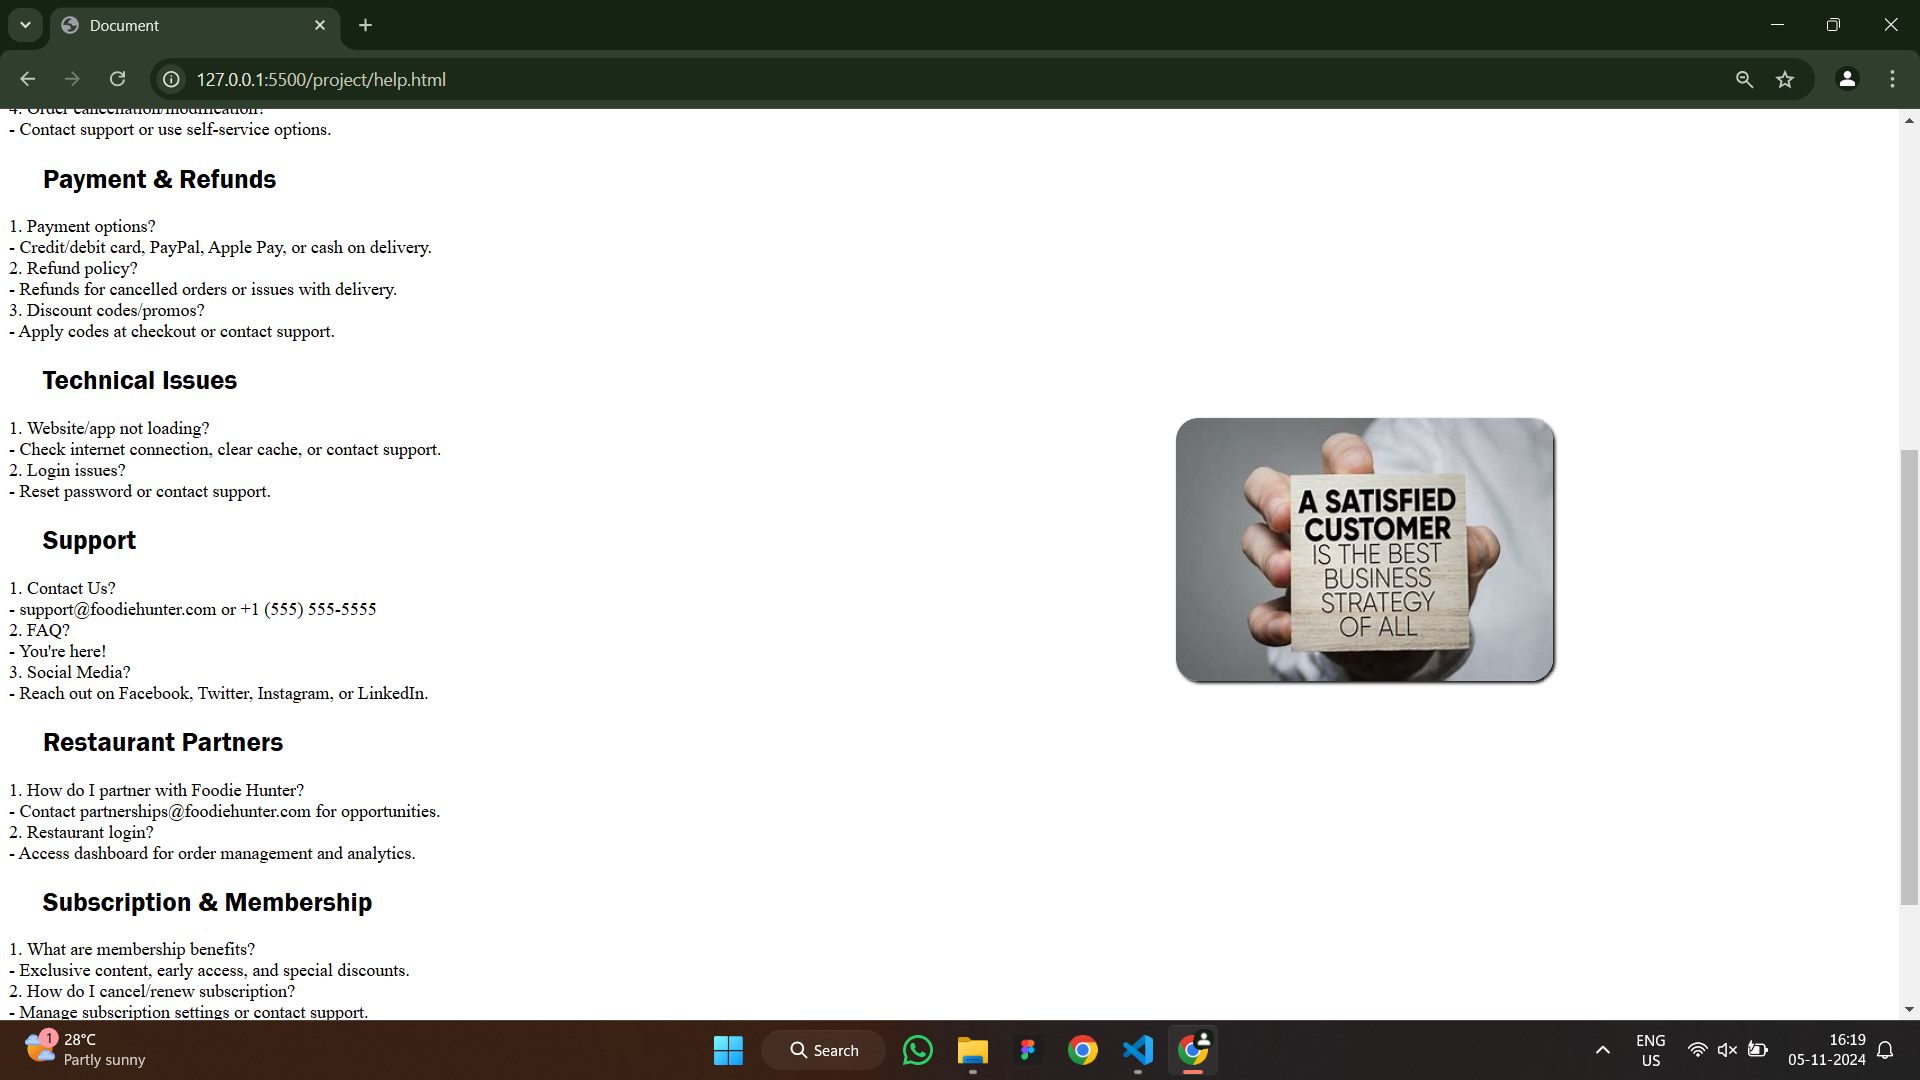 Document
127.0.0.1:5500/project/help.html
4. Order cancellation/modification?
- Contact support or use self-service options.
Payment & Refunds
1. Payment options?
- Credit/debit card, PayPal, Apple Pay, or cash on delivery.
2. Refund policy?
- Refunds for cancelled orders or issues with delivery.
3. Discount codes/promos?
- Apply codes at checkout or contact support.
Technical Issues
1. Website/app not loading?
- Check internet connection, clear cache, or contact support.
2. Login issues?
- Reset password or contact support.
Support
1. Contact Us?
- support@foodiehunter.com or +1 (555) 555-5555
2. FAQ?
- You're here!
3. Social Media?
- Reach out on Facebook, Twitter, Instagram, or LinkedIn.
Restaurant Partners
1. How do I partner with Foodie Hunter?
- Contact partnerships@foodiehunter.com for opportunities.
2. Restaurant login?
- Access dashboard for order management and analytics.
Subscription & Membership
1. What are membership benefits?
- Exclusive content, early access, and special discounts.
2. How do I cancel/renew subscription?
- Manage subscription settings or contact support.
A SATISFIED
CUSTOMER
IS THE BEST
BUSINESS
STRATEGY
OF ALL
1
28°C
Partly sunny
Search
ENG
US
16:19
05-11-2024